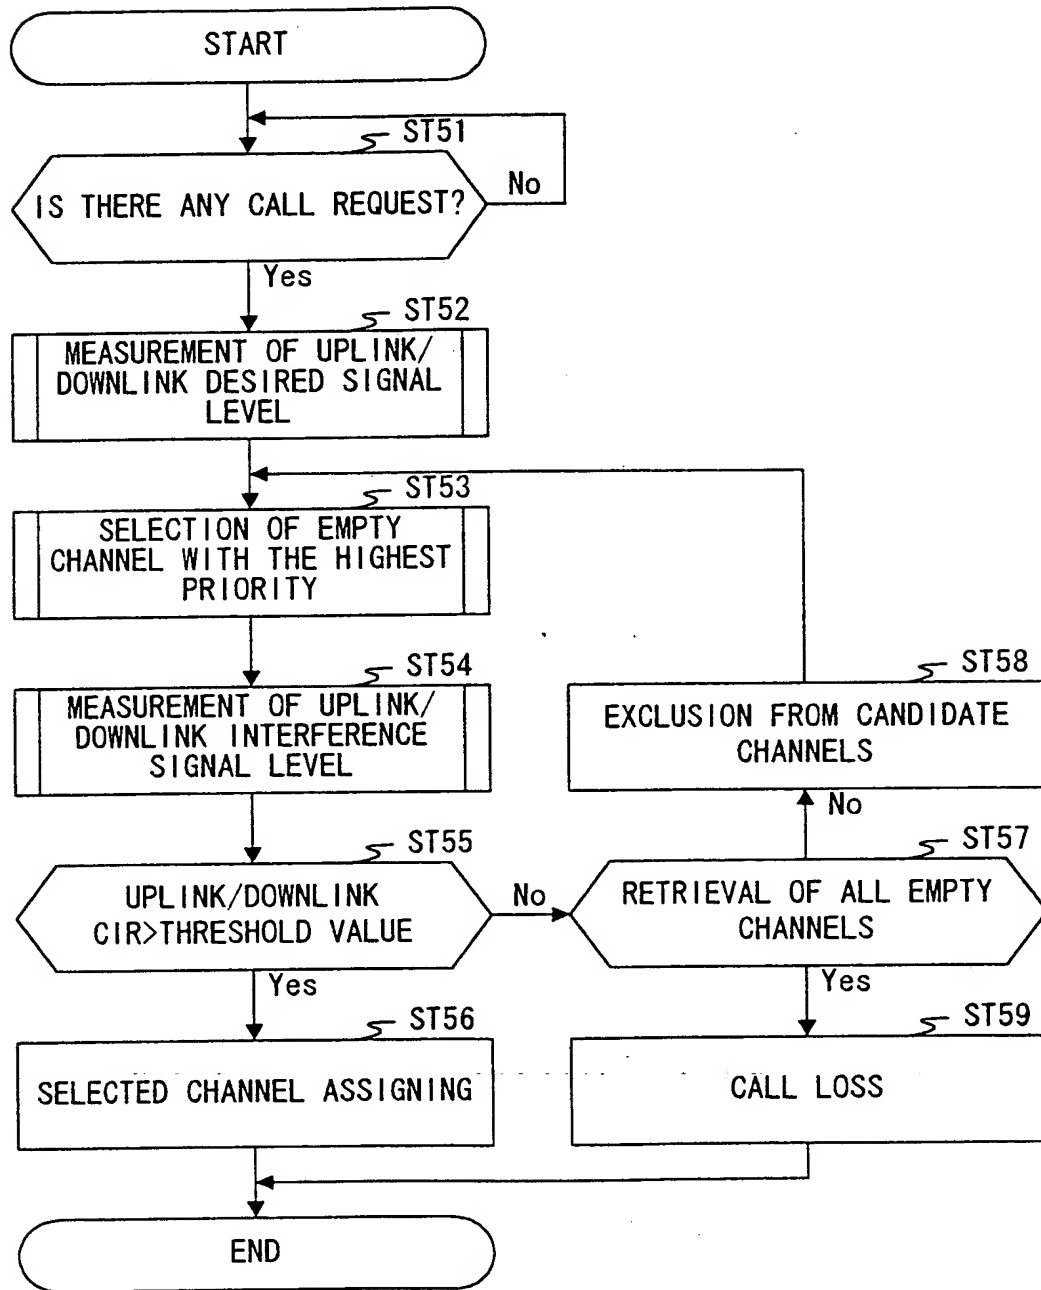 START
ST51
IS THERE ANY CALL REQUEST?
No
Yes
ST52
MEASUREMENT OF UPLINK/
DOWNLINK DESIRED SIGNAL
LEVEL
ST53
SELECTION OF EMPTY
CHANNEL WITH THE HIGHEST
PRIORITY
ST54
MEASUREMENT OF UPLINK/
DOWNLINK INTERFERENCE
SIGNAL LEVEL
ST58
EXCLUSION FROM CANDIDATE
CHANNELS
No
ST55
UPLINK/DOWNLINK
CIR>THRESHOLD VALUE
No
ST57
RETRIEVAL OF ALL EMPTY
CHANNELS
Yes
Yes
ST56
SELECTED CHANNEL ASSIGNING
ST59
CALL LOSS
END